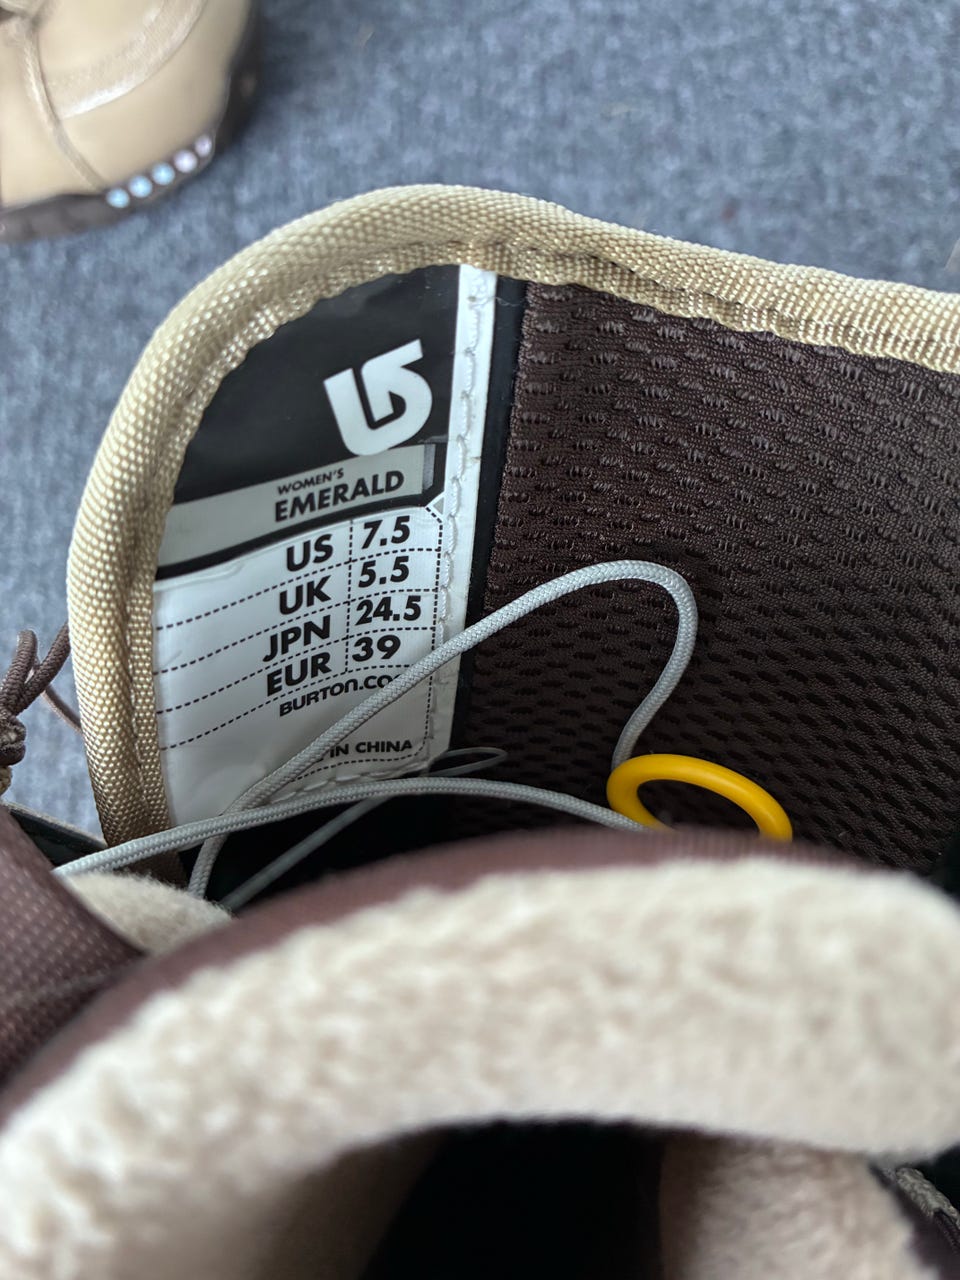 WOMEN'S
EMERALD
US 7.5
UK 5.5
JPN 24.5
EUR 39
BURTON.CO
IN CHINA